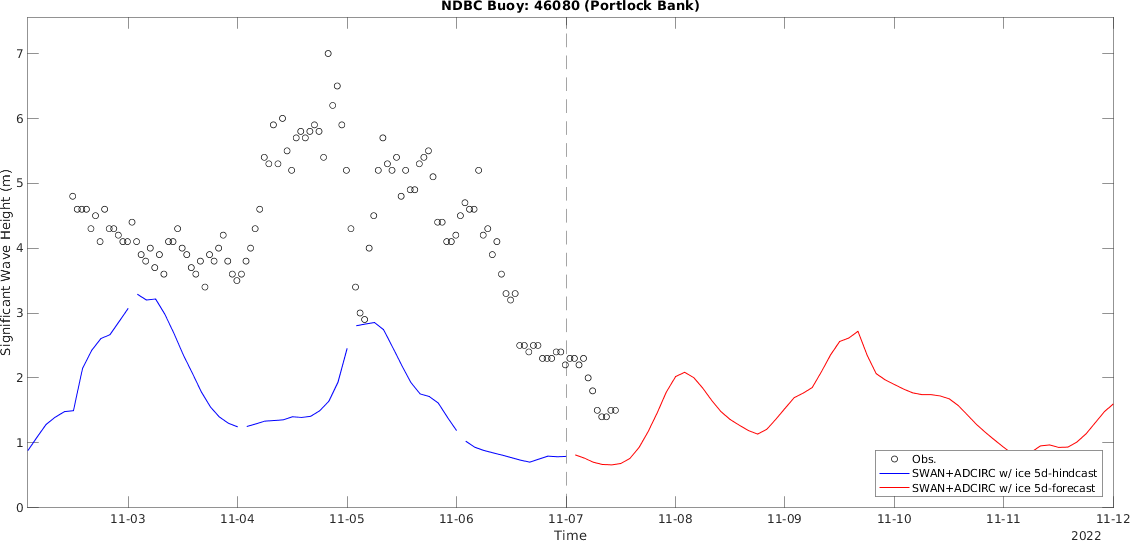 NDBC Buoy: 46080 (Portlock Bank)
Significant Wave Height (m)
7
6
5
4
3
2
1
0
11-03 11-04 11-05 11-06 11-07 11-08 11-09 11-10 11-11 11-12
Time
2022
Obs.
SWAN+ADCIRC w/ ice 5d-hindcast
SWAN+ADCIRC w/ ice 5d-forecast